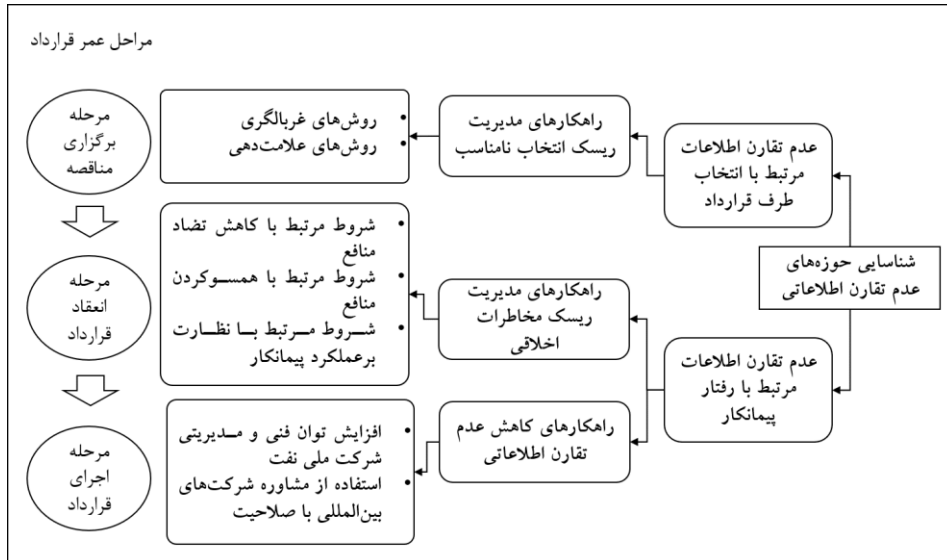 مراحل عمر قرارداد
شناسایی حوزه‌های
عدم تقارن اطلاعاتی
عدم تقارن اطلاعات
مرتبط با انتخاب
طرف قرارداد
راهکارهای مدیریت
ریسک انتخاب نامناسب
• روش‌های غربالگری
• روش‌های علامت‌دهی
مرحله
برگزاری
مناقصه
عدم تقارن اطلاعات
مرتبط با رفتار
پیمانکار
راهکارهای مدیریت
ریسک مخاطرات
اخلاقی
• شروط مرتبط با کاهش تضاد
منافع
• شروط مرتبط با همسوکردن
منافع
• شروط مرتبط با نظارت
برعملکرد پیمانکار
مرحله
انعقاد
قرارداد
راهکارهای کاهش عدم
تقارن اطلاعاتی
• افزایش توان فنی و مدیریتی
شرکت ملی نفت
• استفاده از مشاوره شرکت‌های
بین‌المللی با صلاحیت
مرحله
اجرای
قرارداد